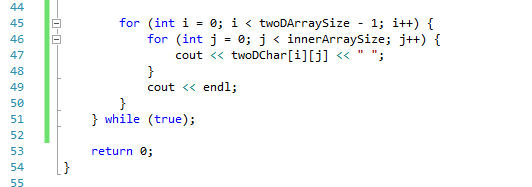 44
45 for (int i = 0; i < twoDArraySize - 1; i++) {
46 for (int j = 0; j < innerArraySize; j++) {
47 cout << twoDChar[i][j] << " ";
48 }
49 cout << endl;
50 }
51 } while (true);
52
53 return 0;
54 }
55